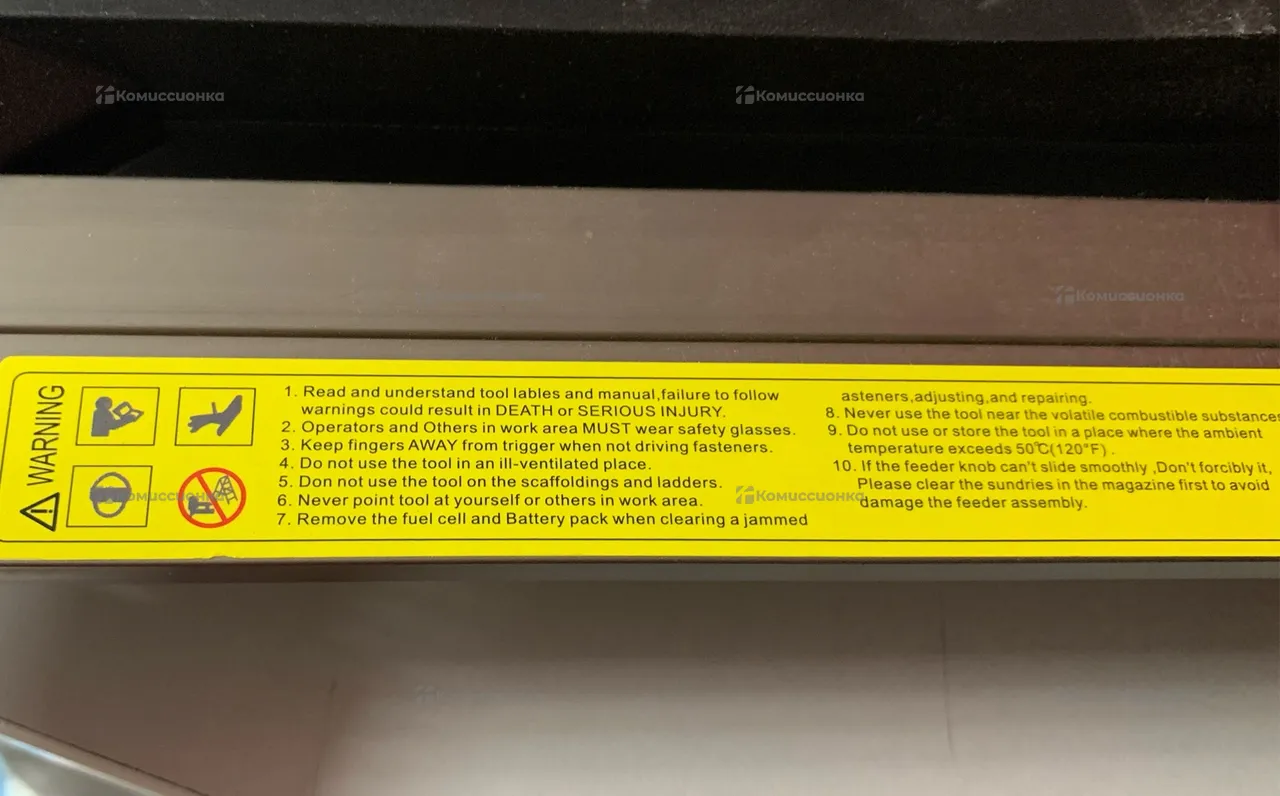 Комиссионка
Комиссионка
Комиссионка
WARNING
1. Read and understand tool lables and manual,failure to follow
warnings could result in DEATH or SERIOUS INJURY.
2. Operators and Others in work area MUST wear safety glasses.
3. Keep fingers AWAY from trigger when not driving fasteners.
4. Do not use the tool in an ill-ventilated place.
5. Don not use the tool on the scaffoldings and ladders.
6. Never point tool at yourself or others in work area.
7. Remove the fuel cell and Battery pack when clearing a jammed
asteners,adjusting,and repairing.
8. Never use the tool near the volatile combustible substances
9. Do not use or store the tool in a place where the ambient
temperature exceeds 50℃(120°F) .
10. If the feeder knob can't slide smoothly ,Don't forcibly it,
Please clear the sundries in the magazine first to avoid
damage the feeder assembly.
Комиссионка
Комиссионка